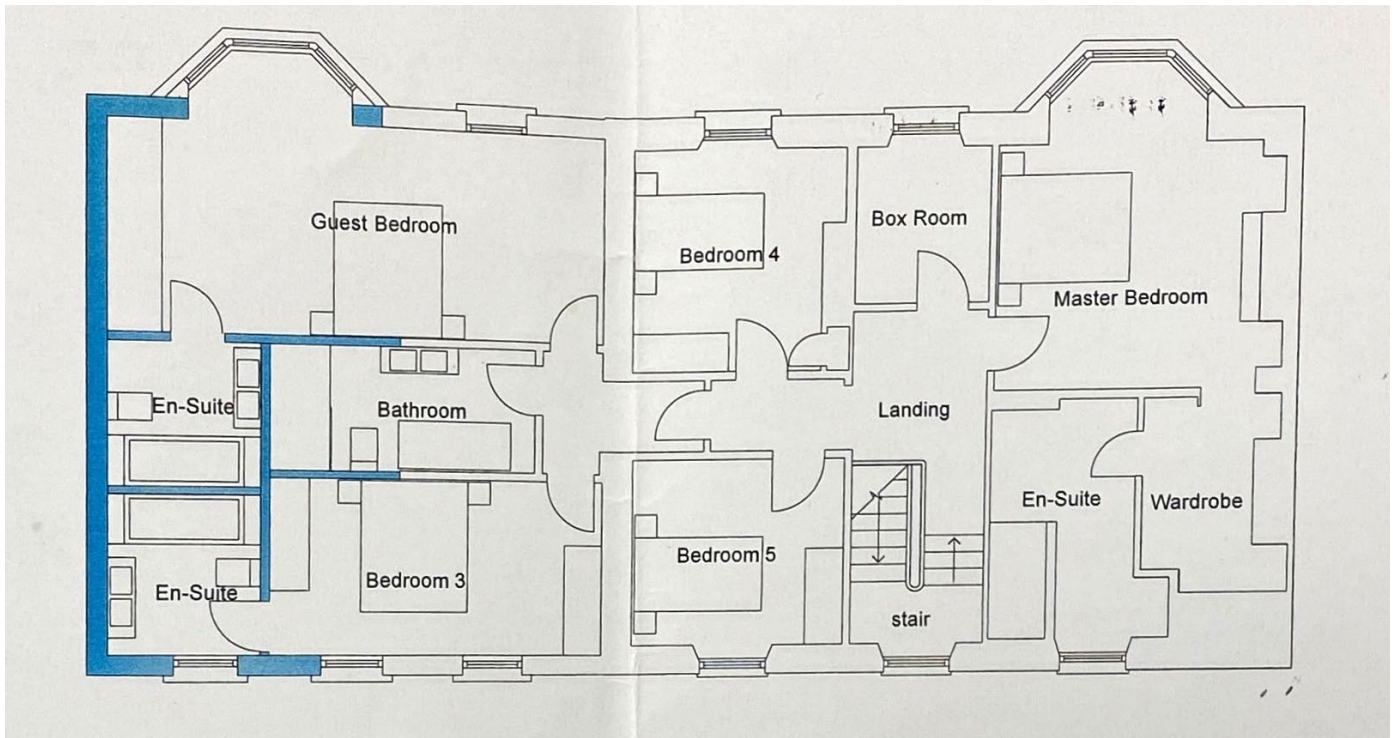 Guest Bedroom
Bedroom 4
Box Room
Master Bedroom
En-Suite
Bathroom
Landing
En-Suite
Wardrobe
Bedroom 3
Bedroom 5
En-Suite
stair